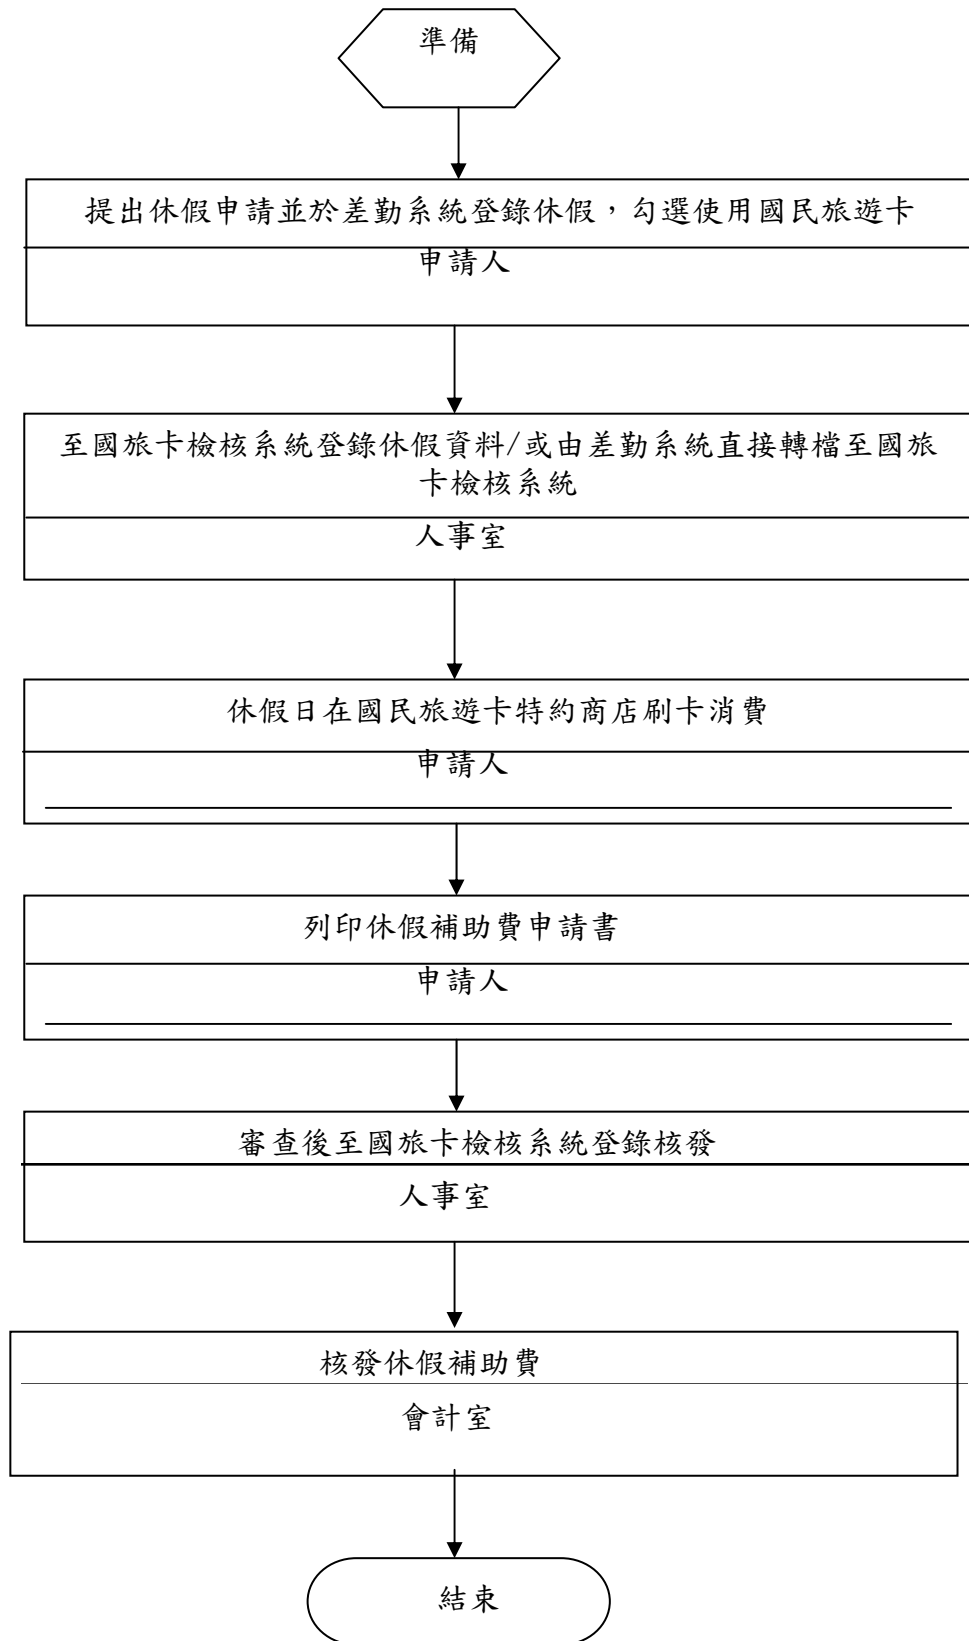 準備
提出休假申請並於差勤系統登錄休假，勾選使用國民旅遊卡
申請人
至國旅卡檢核系統登錄休假資料/或由差勤系統直接轉檔至國旅
卡檢核系統
人事室
休假日在國民旅遊卡特約商店刷卡消費
申請人
列印休假補助費申請書
申請人
審查後至國旅卡檢核系統登錄核發
人事室
核發休假補助費
會計室
結束